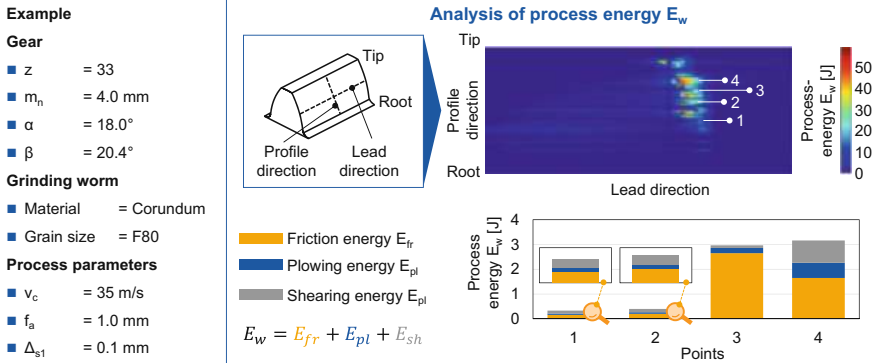 Example
Gear
z = 33
mn = 4.0 mm
α = 18.0°
β = 20.4°
Grinding worm
Material = Corundum
Grain size = F80
Process parameters
vc = 35 m/s
fa = 1.0 mm
Δs1 = 0.1 mm
Analysis of process energy Ew
Tip
Root
Profile direction
Lead direction
Tip
Profile direction
Root
Lead direction
4
3
2
1
Process-energy Ew [J]
50
40
30
20
10
0
Friction energy Efr
Plowing energy Epl
Shearing energy Epl
Ew = Efr + Epl + Esh
Process energy Ew [J]
4
3
2
1
0
1 2 3 4
Points